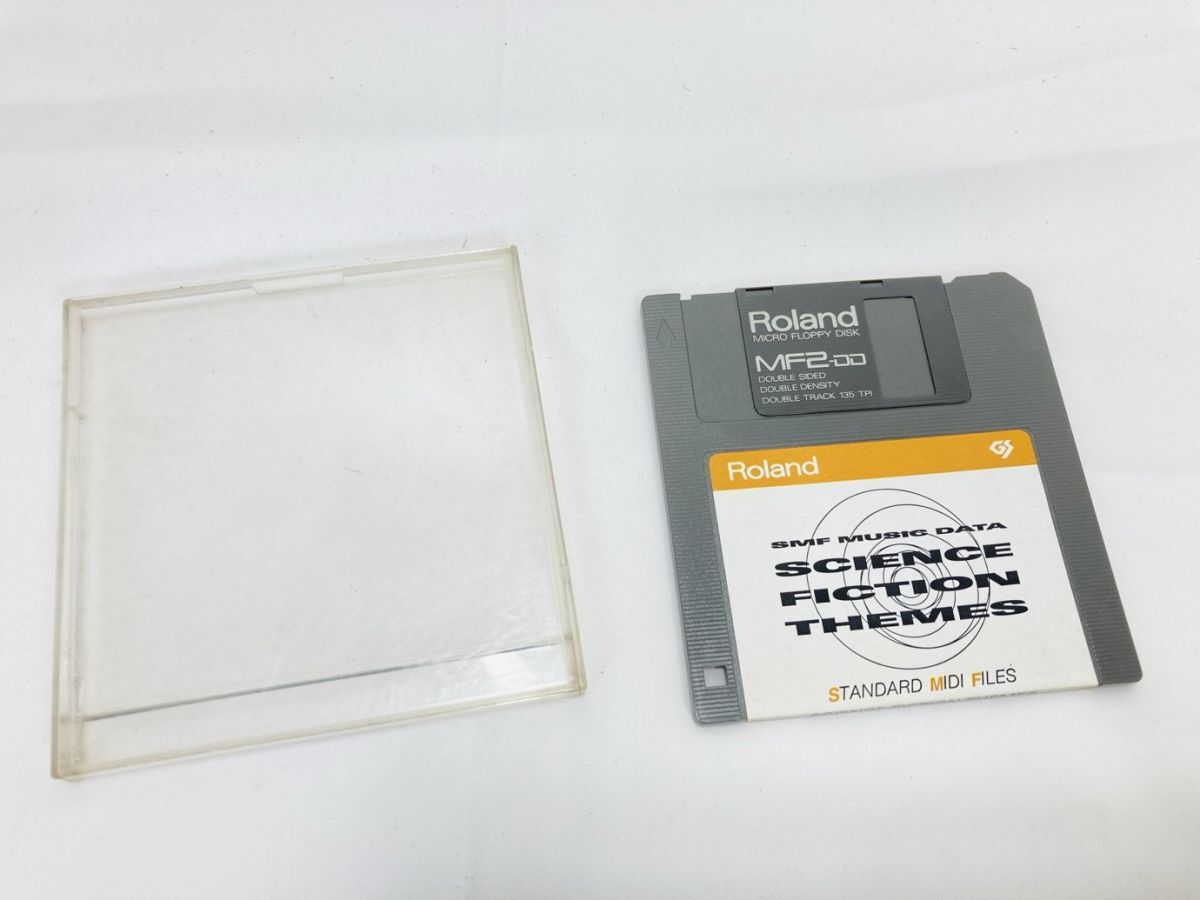 Roland
MICRO FLOPPY DISK
MF2-DD
DOUBLE SIDED
DOUBLE DENSITY
DOUBLE TRACK 135 TPI
Roland
GS
SMF MUSIC DATA
SCIENCE
FICTION
THEMES
STANDARD MIDI FILES